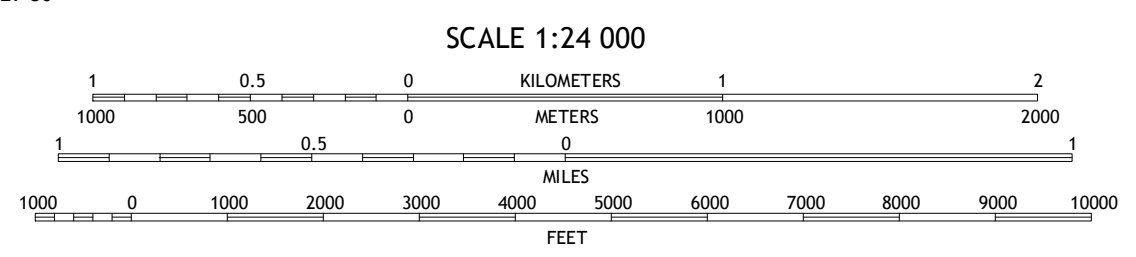 SCALE 1:24 000
1 0.5 0 KILOMETERS 1 2
1000 500 0 METERS 1000 2000
1 0.5 0 1
MILES
1000 0 1000 2000 3000 4000 5000 6000 7000 8000 9000 10000
FEET